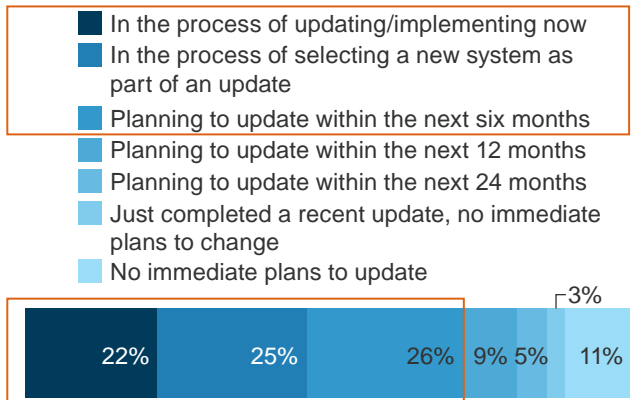 In the process of updating/implementing now
In the process of selecting a new system as
part of an update
Planning to update within the next six months
Planning to update within the next 12 months
Planning to update within the next 24 months
Just completed a recent update, no immediate
plans to change
No immediate plans to update
3%
22% 25% 26% 9% 5% 11%